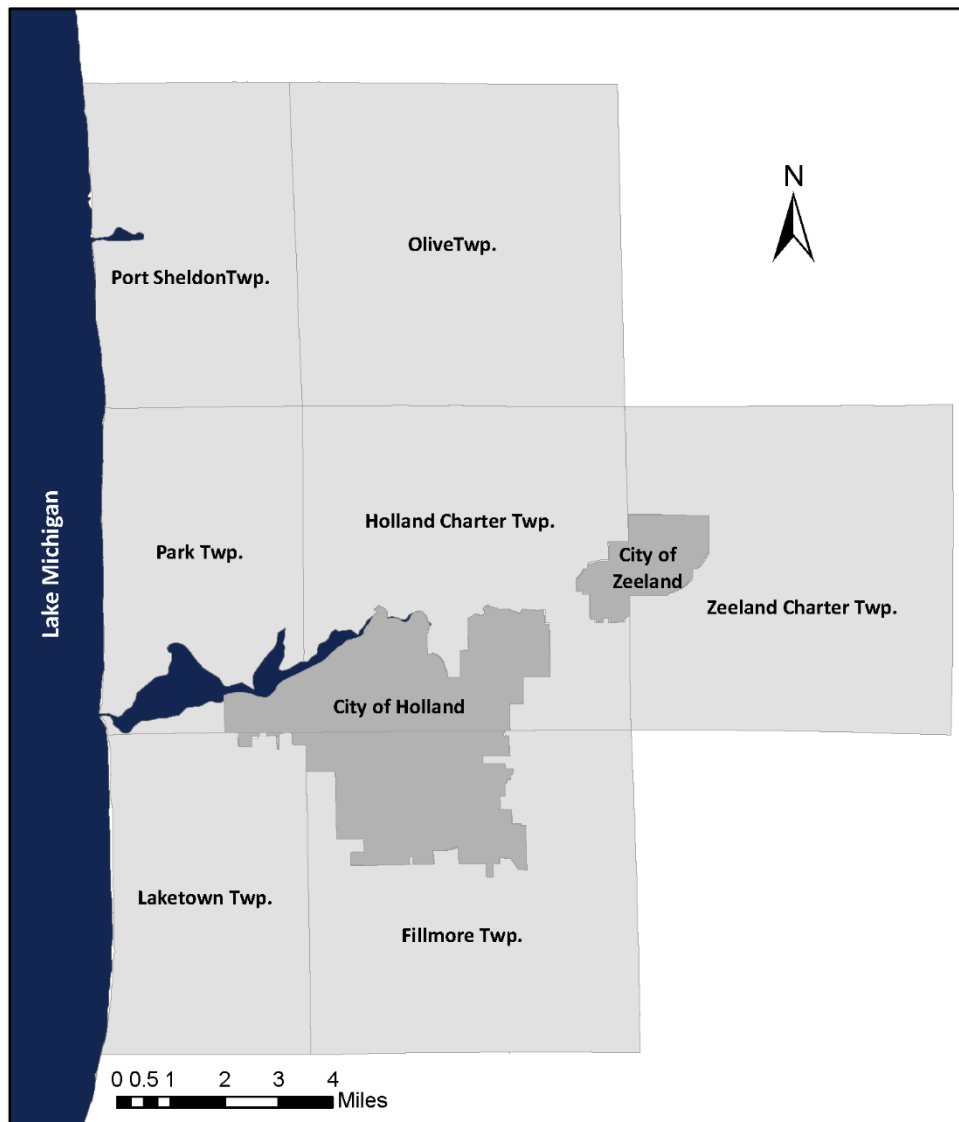 N
OliveTwp.
Port SheldonTwp.
Lake Michigan
Holland Charter Twp.
Park Twp.
City of
Zeeland
Zeeland Charter Twp.
City of Holland
Laketown Twp.
Fillmore Twp.
0 0.5 1 2 3 4
Miles